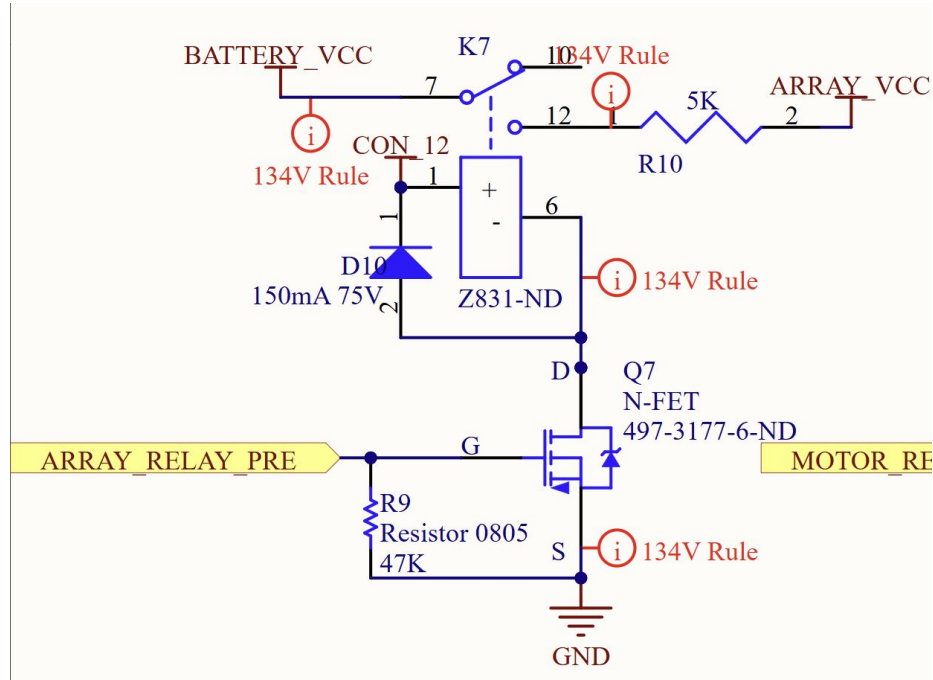 K7
BATTERY_VCC
10
134V Rule
7
ARRAY_VCC
5K
12
1
2
R10
i
i
CON_12
134V Rule
1
+
-
6
1
D10
150mA 75V
2
Z831-ND
i
134V Rule
D
Q7
N-FET
497-3177-6-ND
G
ARRAY_RELAY_PRE
MOTOR_RE
R9
Resistor 0805
47K
S
i
134V Rule
GND